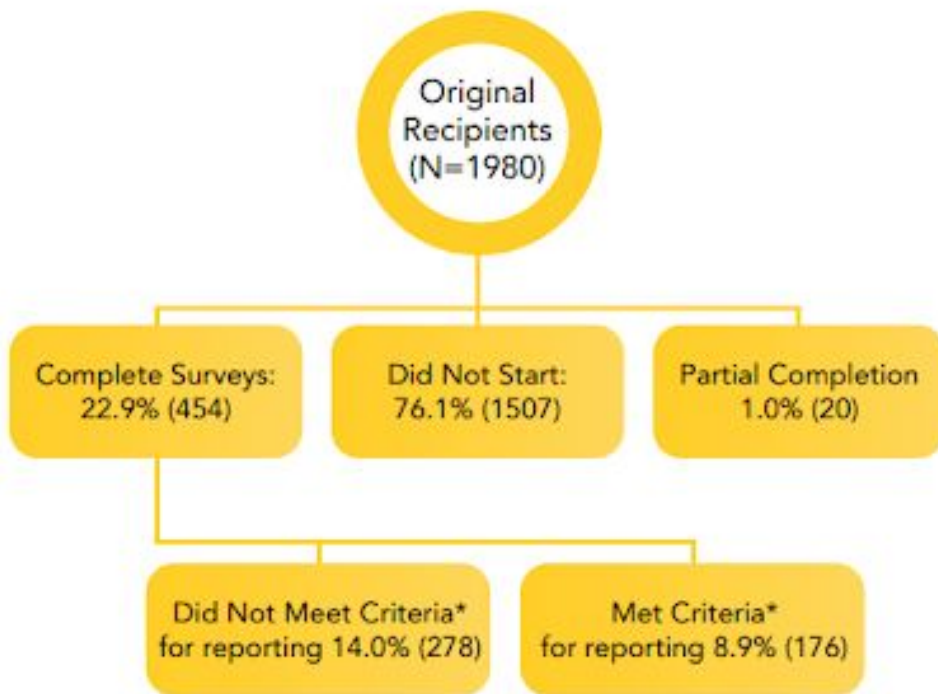 Original
Recipients
(N=1980)
Complete Surveys:
22.9% (454)
Did Not Start:
76.1% (1507)
Partial Completion
1.0% (20)
Did Not Meet Criteria*
for reporting 14.0% (278)
Met Criteria*
for reporting 8.9% (176)